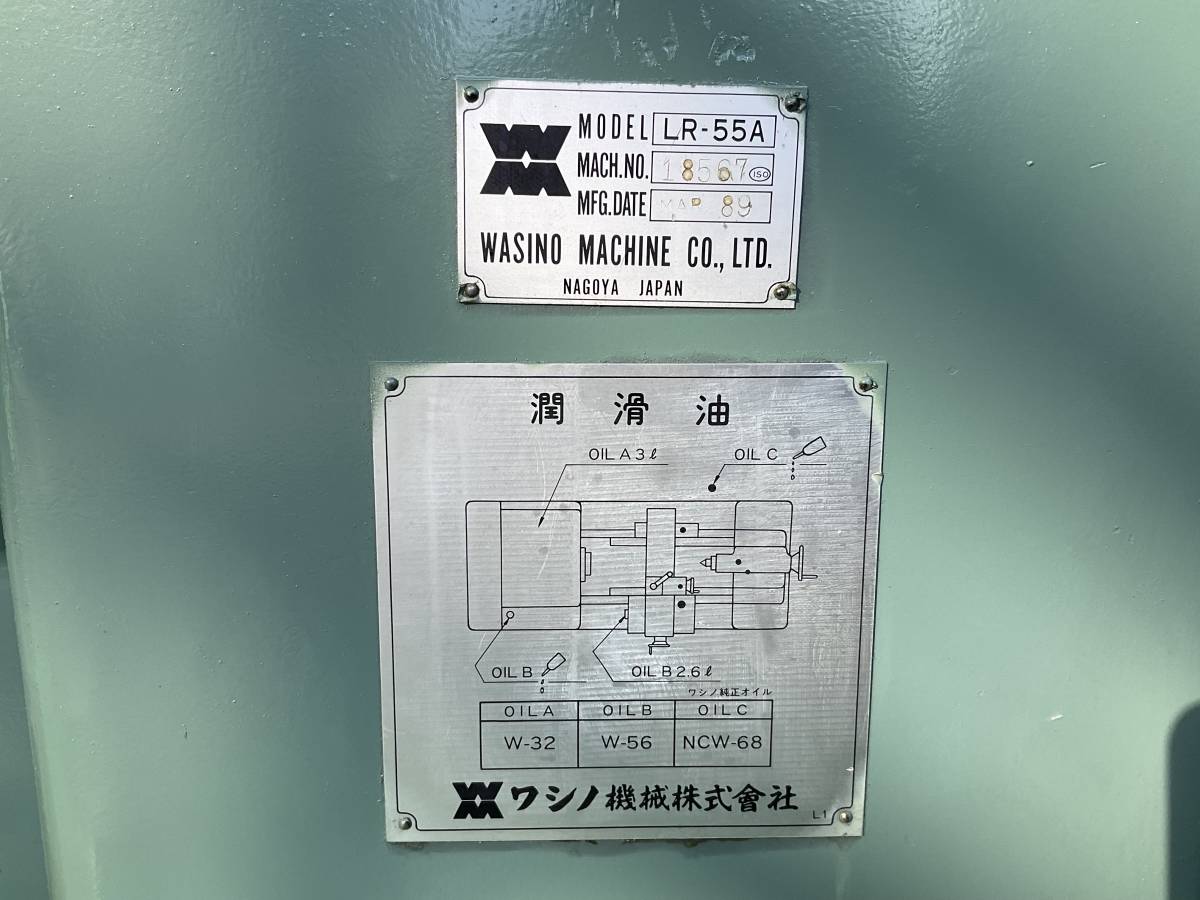 MODEL LR-55A
MACH.NO. 18567 ISO
MFG.DATE MAR 89
WASINO MACHINE CO., LTD.
NAGOYA JAPAN
潤滑油
OIL A 3ℓ
OIL C
OIL B
OIL B 2.6ℓ
ワシノ純正オイル
OIL A OIL B OIL C
W-32 W-56 NCW-68
ワシノ機械株式會社
L1